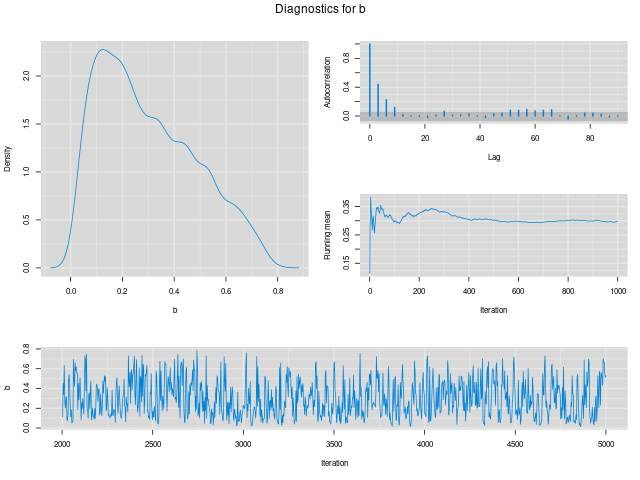 Diagnostics for b
Density
0.0 0.5 1.0 1.5 2.0
0.0 0.2 0.4 0.6 0.8
b
Autocorrelation
0.0 0.4 0.8
0 20 40 60 80
Lag
Running mean
0.15 0.25 0.35
0 200 400 600 800 1000
Iteration
b
0.0 0.2 0.4 0.6 0.8
2000 2500 3000 3500 4000 4500 5000
Iteration